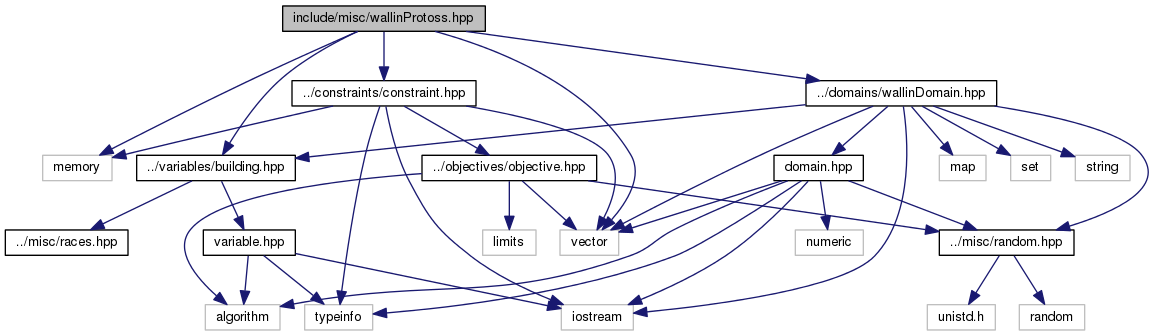 include/misc/wallinProtoss.hpp
../constraints/constraint.hpp
../domains/wallinDomain.hpp
memory
../variables/building.hpp
../objectives/objective.hpp
domain.hpp
map
set
string
../misc/races.hpp
variable.hpp
limits
vector
numeric
../misc/random.hpp
algorithm
typeinfo
iostream
unistd.h
random